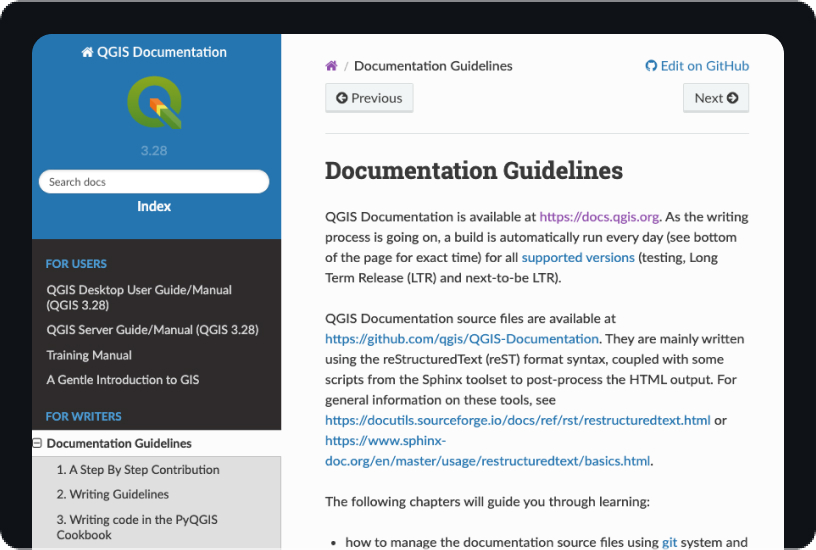 QGIS Documentation
3.28
Search docs
Index
FOR USERS
QGIS Desktop User Guide/Manual
(QGIS 3.28)
QGIS Server Guide/Manual (QGIS 3.28)
Training Manual
A Gentle Introduction to GIS
FOR WRITERS
Documentation Guidelines
1. A Step By Step Contribution
2. Writing Guidelines
3. Writing code in the PyQGIS
Cookbook
/ Documentation Guidelines
Edit on GitHub
Previous
Next
Documentation Guidelines
QGIS Documentation is available at https://docs.qgis.org. As the writing
process is going on, a build is automatically run every day (see bottom
of the page for exact time) for all supported versions (testing, Long
Term Release (LTR) and next-to-be LTR).
QGIS Documentation source files are available at
https://github.com/qgis/QGIS-Documentation. They are mainly written
using the reStructuredText (reST) format syntax, coupled with some
scripts from the Sphinx toolset to post-process the HTML output. For
general information on these tools, see
https://docutils.sourceforge.io/docs/ref/rst/restructuredtext.html or
https://www.sphinx-
doc.org/en/master/usage/restructuredtext/basics.html.
The following chapters will guide you through learning:
• how to manage the documentation source files using git system and